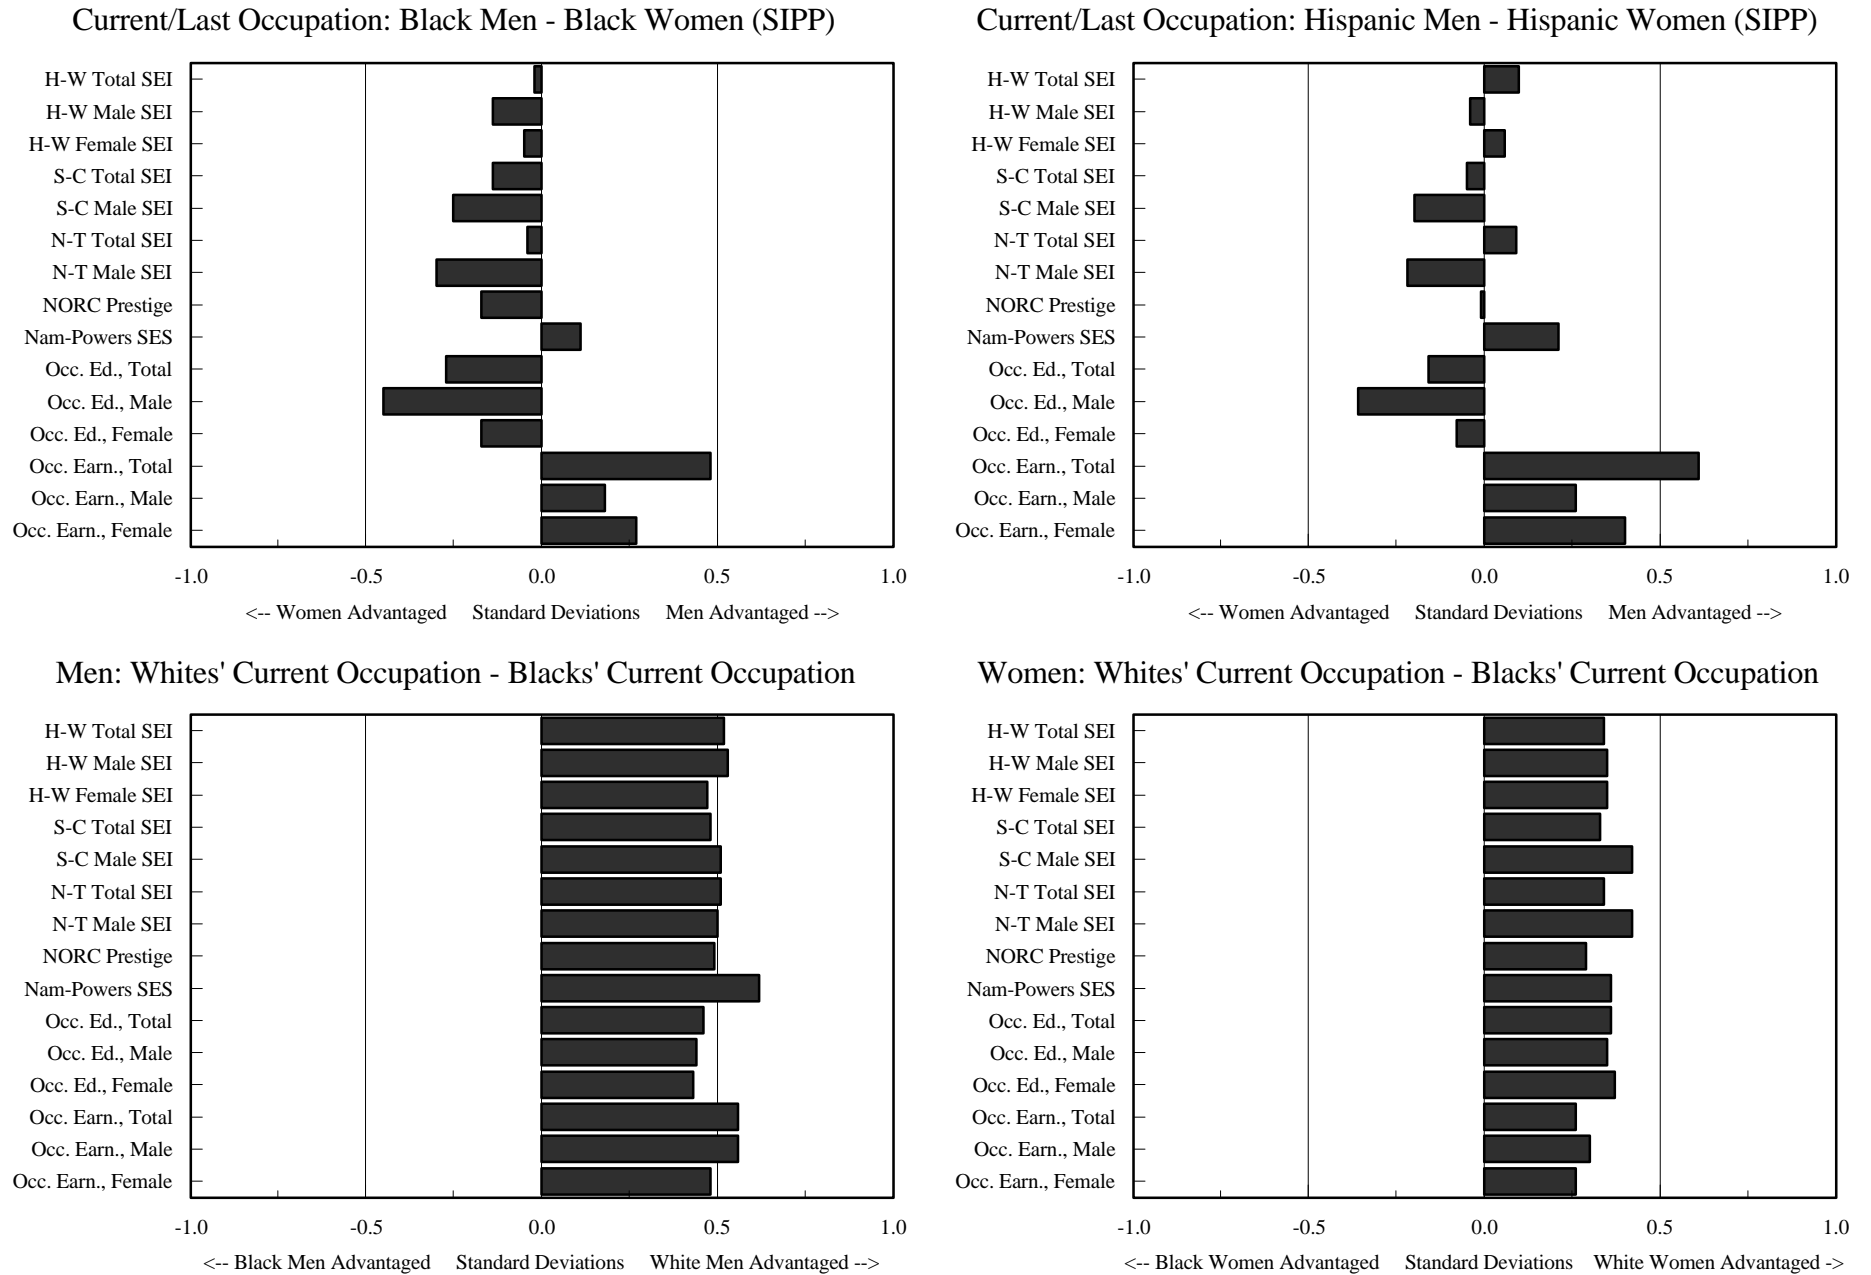 Current/Last Occupation: Black Men - Black Women (SIPP)
H-W Total SEI
H-W Male SEI
H-W Female SEI
S-C Total SEI
S-C Male SEI
N-T Total SEI
N-T Male SEI
NORC Prestige
Nam-Powers SES
Occ. Ed., Total
Occ. Ed., Male
Occ. Ed., Female
Occ. Earn., Total
Occ. Earn., Male
Occ. Earn., Female
-1.0 -0.5 0.0 0.5 1.0
<-- Women Advantaged Standard Deviations Men Advantaged -->
Current/Last Occupation: Hispanic Men - Hispanic Women (SIPP)
H-W Total SEI
H-W Male SEI
H-W Female SEI
S-C Total SEI
S-C Male SEI
N-T Total SEI
N-T Male SEI
NORC Prestige
Nam-Powers SES
Occ. Ed., Total
Occ. Ed., Male
Occ. Ed., Female
Occ. Earn., Total
Occ. Earn., Male
Occ. Earn., Female
-1.0 -0.5 0.0 0.5 1.0
<-- Women Advantaged Standard Deviations Men Advantaged -->
Men: Whites' Current Occupation - Blacks' Current Occupation
H-W Total SEI
H-W Male SEI
H-W Female SEI
S-C Total SEI
S-C Male SEI
N-T Total SEI
N-T Male SEI
NORC Prestige
Nam-Powers SES
Occ. Ed., Total
Occ. Ed., Male
Occ. Ed., Female
Occ. Earn., Total
Occ. Earn., Male
Occ. Earn., Female
-1.0 -0.5 0.0 0.5 1.0
<-- Black Men Advantaged Standard Deviations White Men Advantaged -->
Women: Whites' Current Occupation - Blacks' Current Occupation
H-W Total SEI
H-W Male SEI
H-W Female SEI
S-C Total SEI
S-C Male SEI
N-T Total SEI
N-T Male SEI
NORC Prestige
Nam-Powers SES
Occ. Ed., Total
Occ. Ed., Male
Occ. Ed., Female
Occ. Earn., Total
Occ. Earn., Male
Occ. Earn., Female
-1.0 -0.5 0.0 0.5 1.0
<-- Black Women Advantaged Standard Deviations White Women Advantaged ->